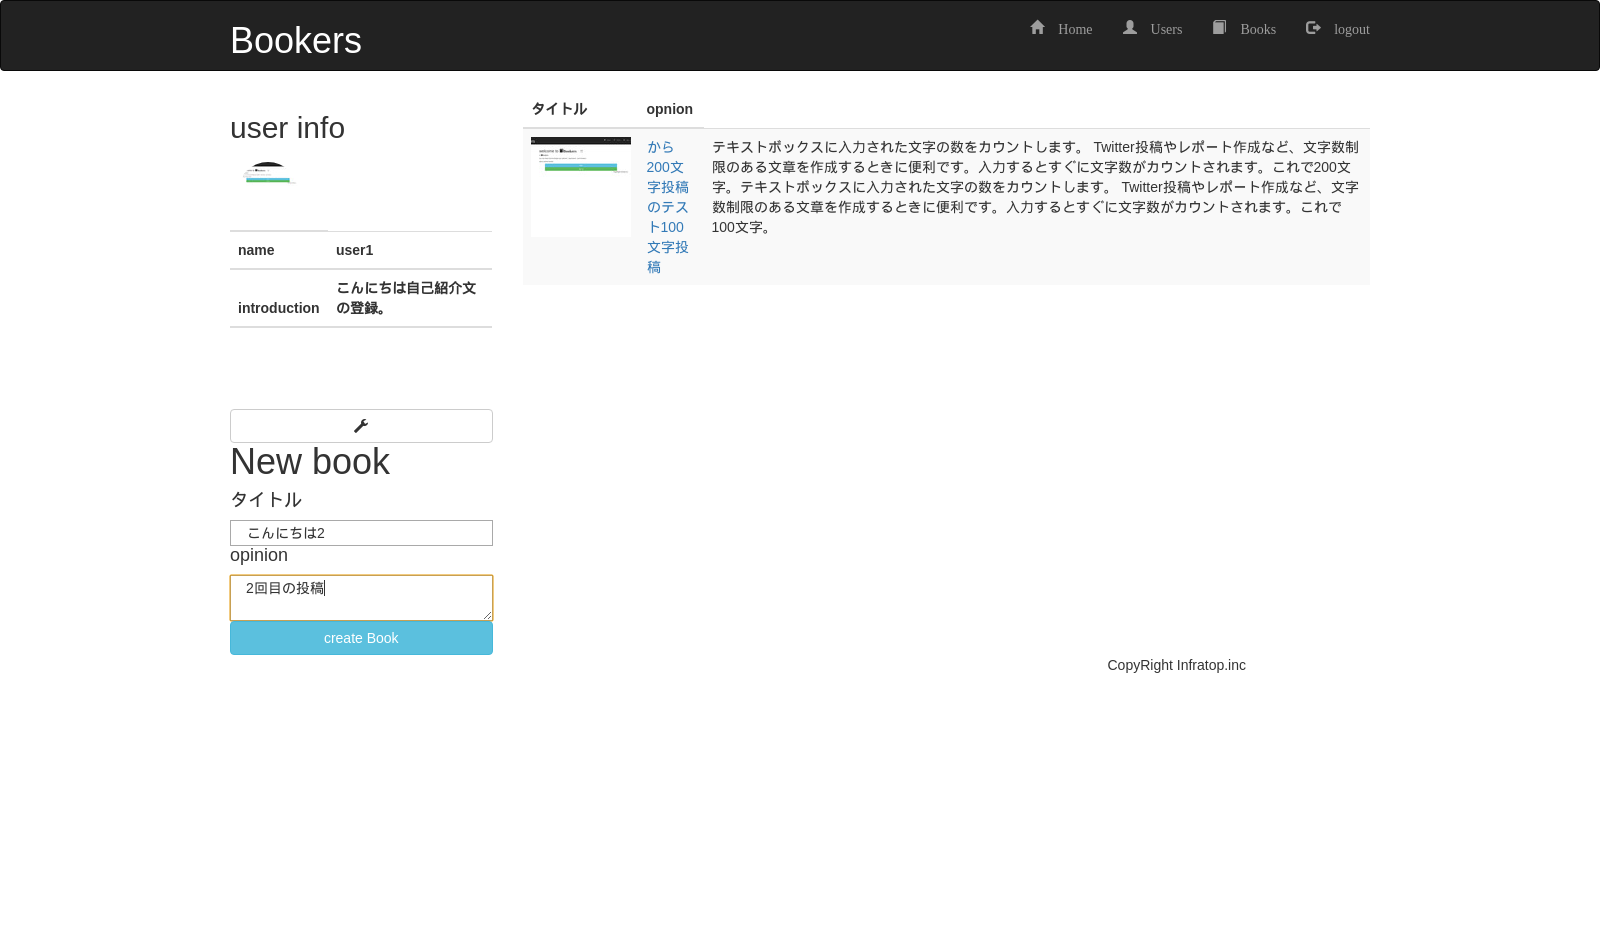 Bookers
Home
Users
Books
logout
user info
name
user1
introduction
こんにちは自己紹介文
の登録。
New book
タイトル
こんにちは2
opinion
2回目の投稿
create Book
タイトル
opnion
から
200文
字投稿
のテス
ト100
文字投
稿
テキストボックスに入力された文字の数をカウントします。 Twitter投稿やレポート作成など、文字数制
限のある文章を作成するときに便利です。入力するとすぐに文字数がカウントされます。これで200文
字。テキストボックスに入力された文字の数をカウントします。 Twitter投稿やレポート作成など、文字
数制限のある文章を作成するときに便利です。入力するとすぐに文字数がカウントされます。これで
100文字。
CopyRight Infratop.inc